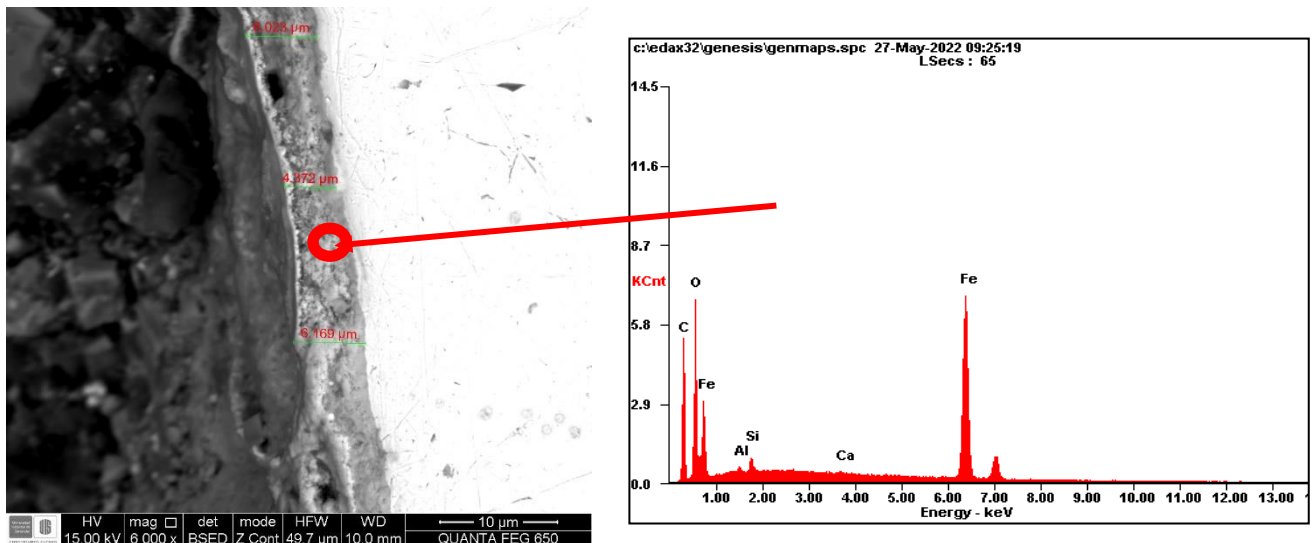 4.372 µm
6.169 µm
HV mag □ det mode HFW WD 10 µm
15.00 kV 6 000 x BSED Z Cont 49.7 µm 10.0 mm QUANTA FEG 650
c:\edax32\genesis\genmaps.spc 27-May-2022 09:25:19
LSecs : 65
14.5
11.6
8.7
KCnt
5.8
2.9
0.0
C
O
Fe
Al
Si
Ca
Fe
1.00 2.00 3.00 4.00 5.00 6.00 7.00 8.00 9.00 10.00 11.00 12.00 13.00
Energy - keV